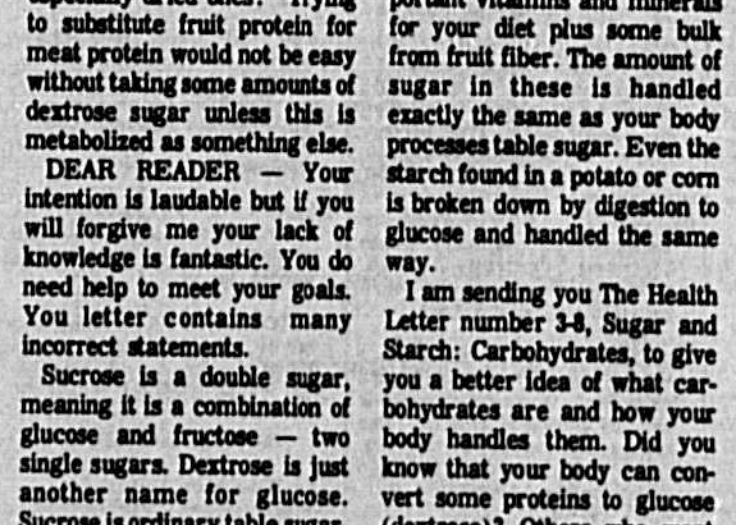 especially dried ones? Trying
to substitute fruit protein for
meat protein would not be easy
without taking some amounts of
dextrose sugar unless this is
metabolized as something else.
DEAR READER — Your
intention is laudable but if you
will forgive me your lack of
knowledge is fantastic. You do
need help to meet your goals.
You letter contains many
incorrect statements.
Sucrose is a double sugar,
meaning it is a combination of
glucose and fructose — two
single sugars. Dextrose is just
another name for glucose.
Sucrose is ordinary table sugar.
portant vitamins and minerals
for your diet plus some bulk
from fruit fiber. The amount of
sugar in these is handled
exactly the same as your body
processes table sugar. Even the
starch found in a potato or corn
is broken down by digestion to
glucose and handled the same
way.
I am sending you The Health
Letter number 3-8, Sugar and
Starch: Carbohydrates, to give
you a better idea of what car-
bohydrates are and how your
body handles them. Did you
know that your body can con-
vert some proteins to glucose
(dextrose)? Others who